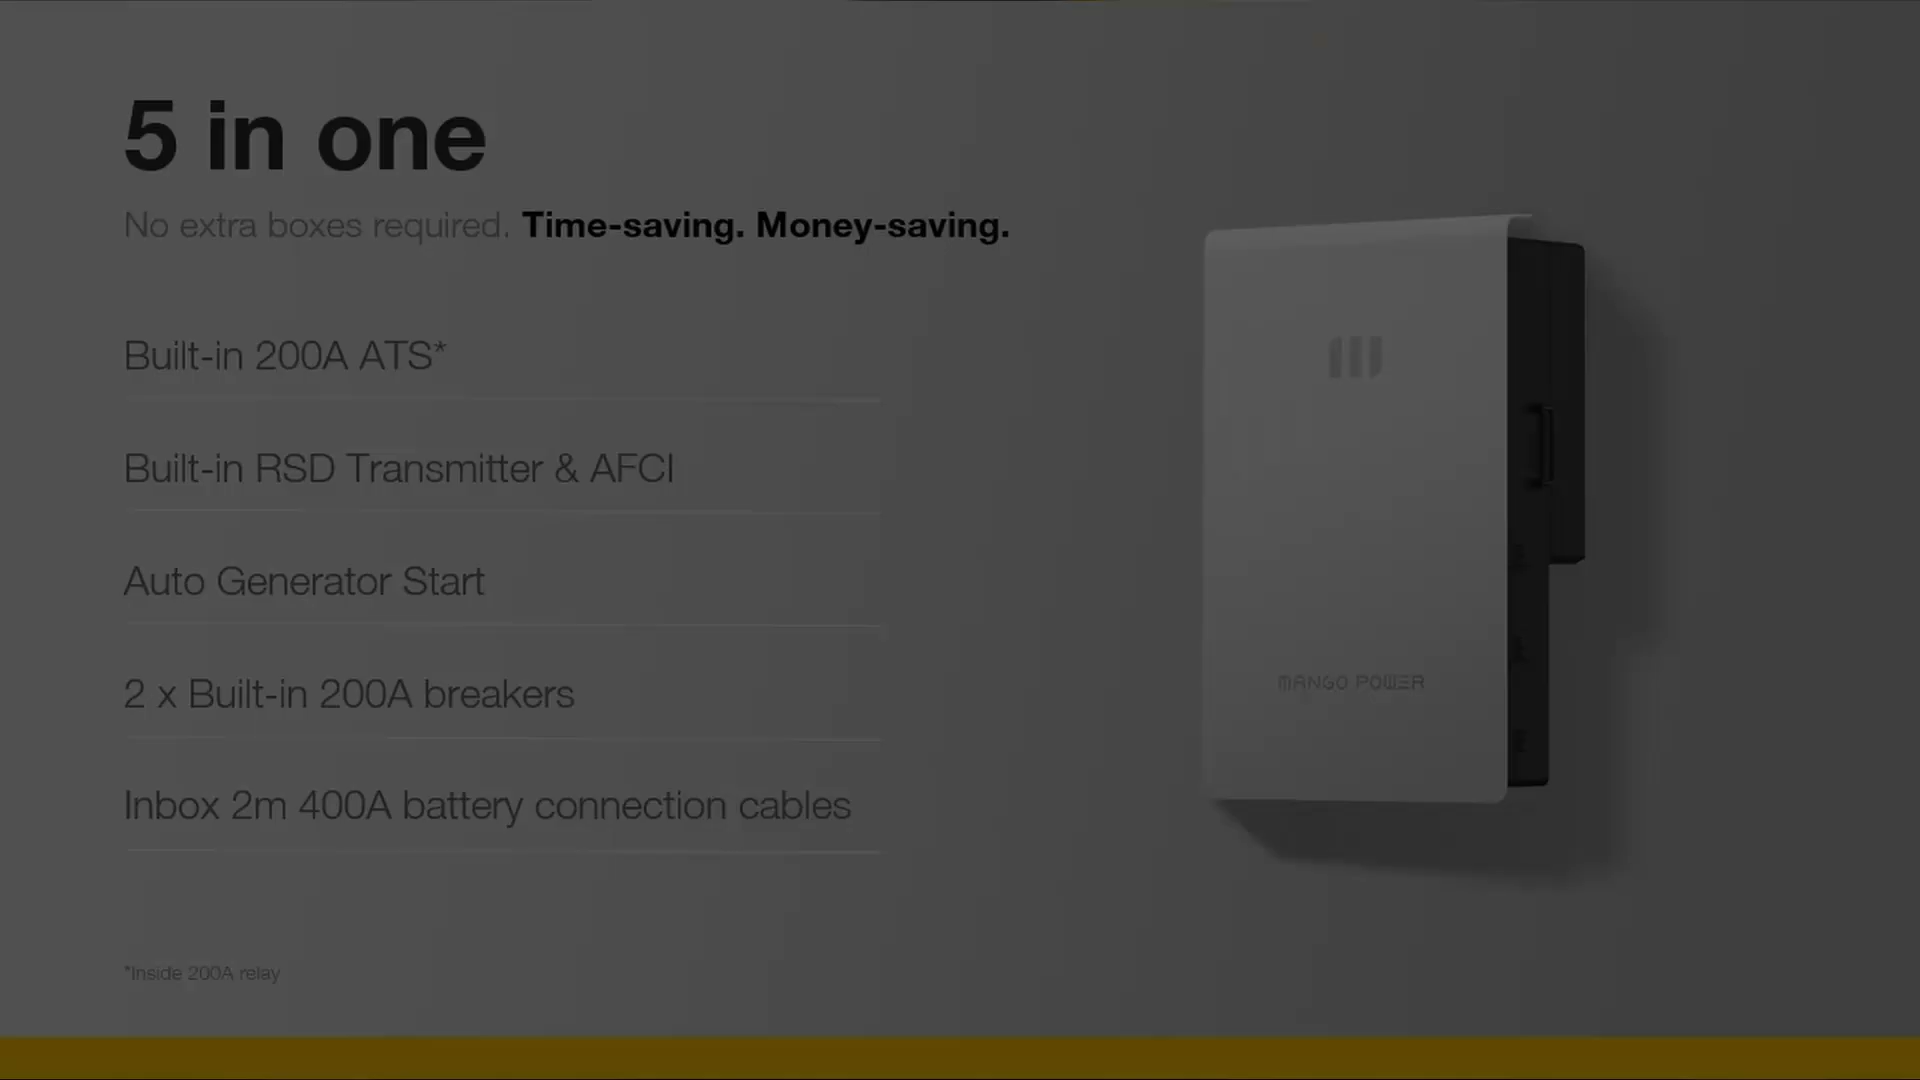 5 in one
No extra boxes required. Time-saving. Money-saving.
Built-in 200A ATS*
Built-in RSD Transmitter & AFCI
Auto Generator Start
2 x Built-in 200A breakers
Inbox 2m 400A battery connection cables
*Inside 200A relay
MANGO POWER